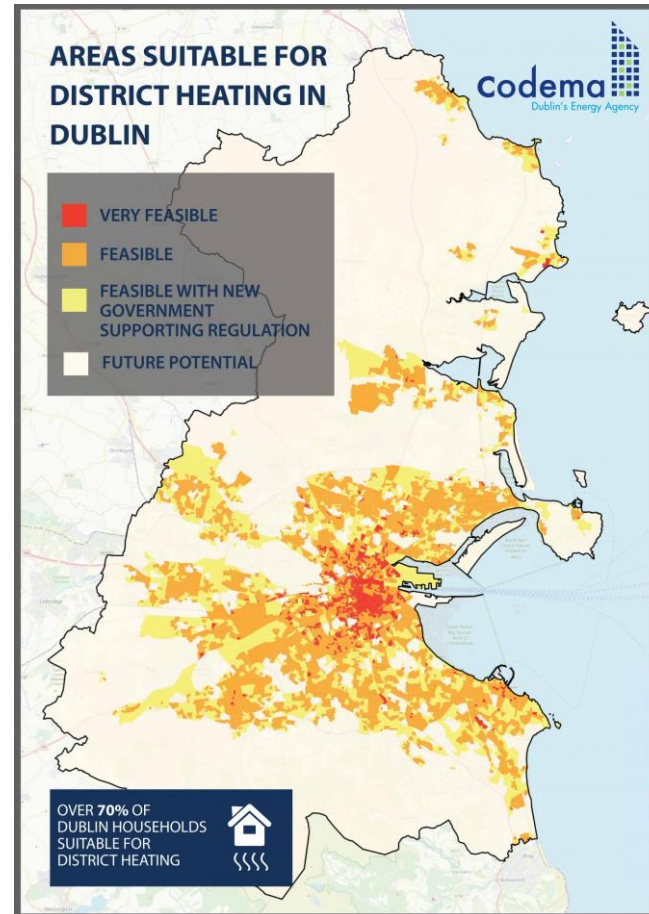 AREAS SUITABLE FOR
DISTRICT HEATING IN
DUBLIN
codema
Dublin's Energy Agency
VERY FEASIBLE
FEASIBLE
FEASIBLE WITH NEW
GOVERNMENT
SUPPORTING REGULATION
FUTURE POTENTIAL
OVER 70% OF
DUBLIN HOUSEHOLDS
SUITABLE FOR
DISTRICT HEATING